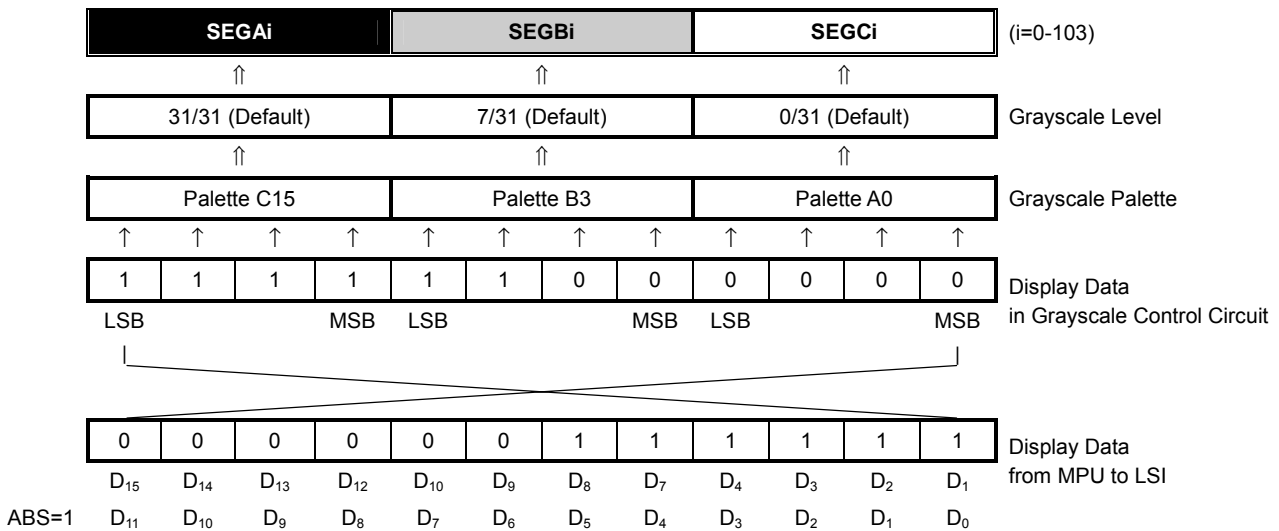 SEGAi SEGBi SEGCi (i=0-103)
⇑ ⇑ ⇑
31/31 (Default) 7/31 (Default) 0/31 (Default) Grayscale Level
⇑ ⇑ ⇑
Palette C15 Palette B3 Palette A0 Grayscale Palette
↑ ↑ ↑ ↑ ↑ ↑ ↑ ↑ ↑ ↑ ↑ ↑
1 1 1 1 1 1 0 0 0 0 0 0 Display Data
in Grayscale Control Circuit
LSB MSB LSB MSB LSB MSB
0 0 0 0 0 0 1 1 1 1 1 1 Display Data
from MPU to LSI
D15 D14 D13 D12 D10 D9 D8 D7 D4 D3 D2 D1
ABS=1 D11 D10 D9 D8 D7 D6 D5 D4 D3 D2 D1 D0